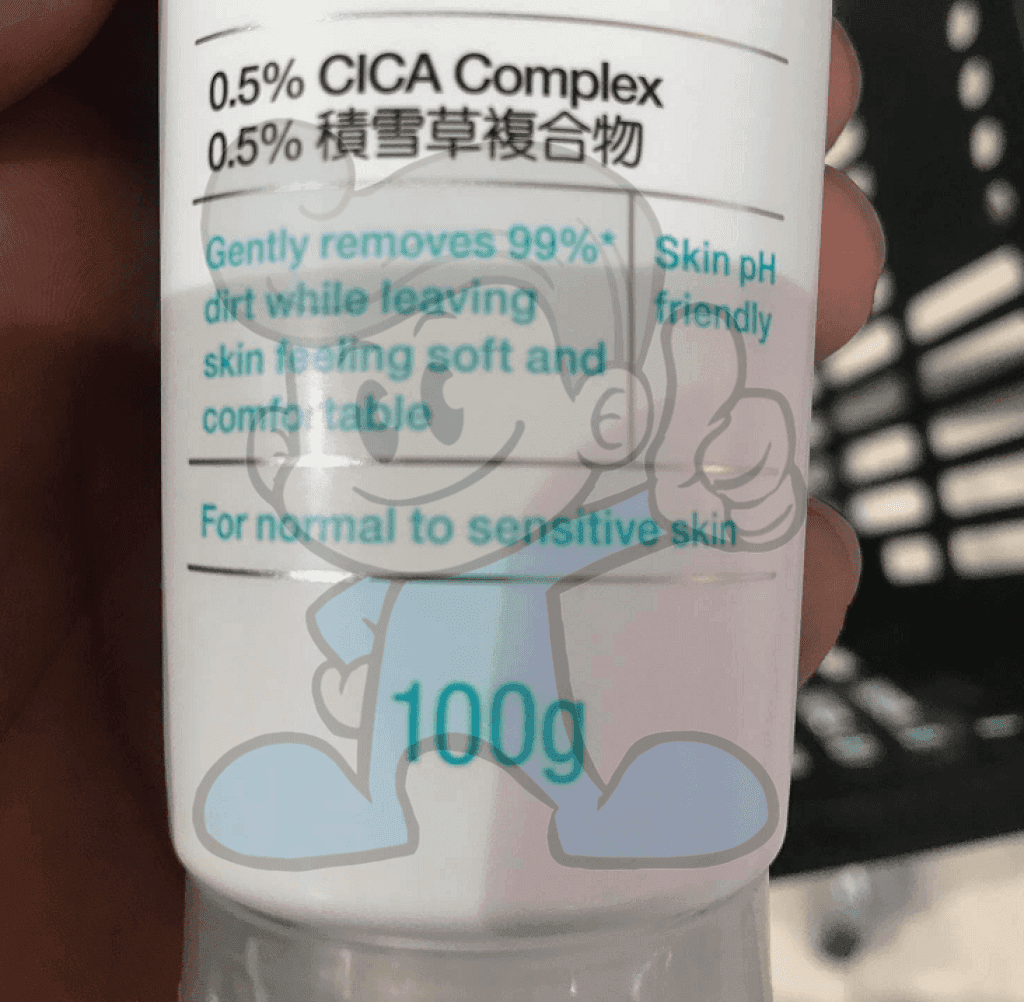 0.5% CICA Complex
0.5% 積雪草複合物
Gently removes 99%*
dirt while leaving
skin feeling soft and
comfortable
Skin pH
friendly
For normal to sensitive skin
100g